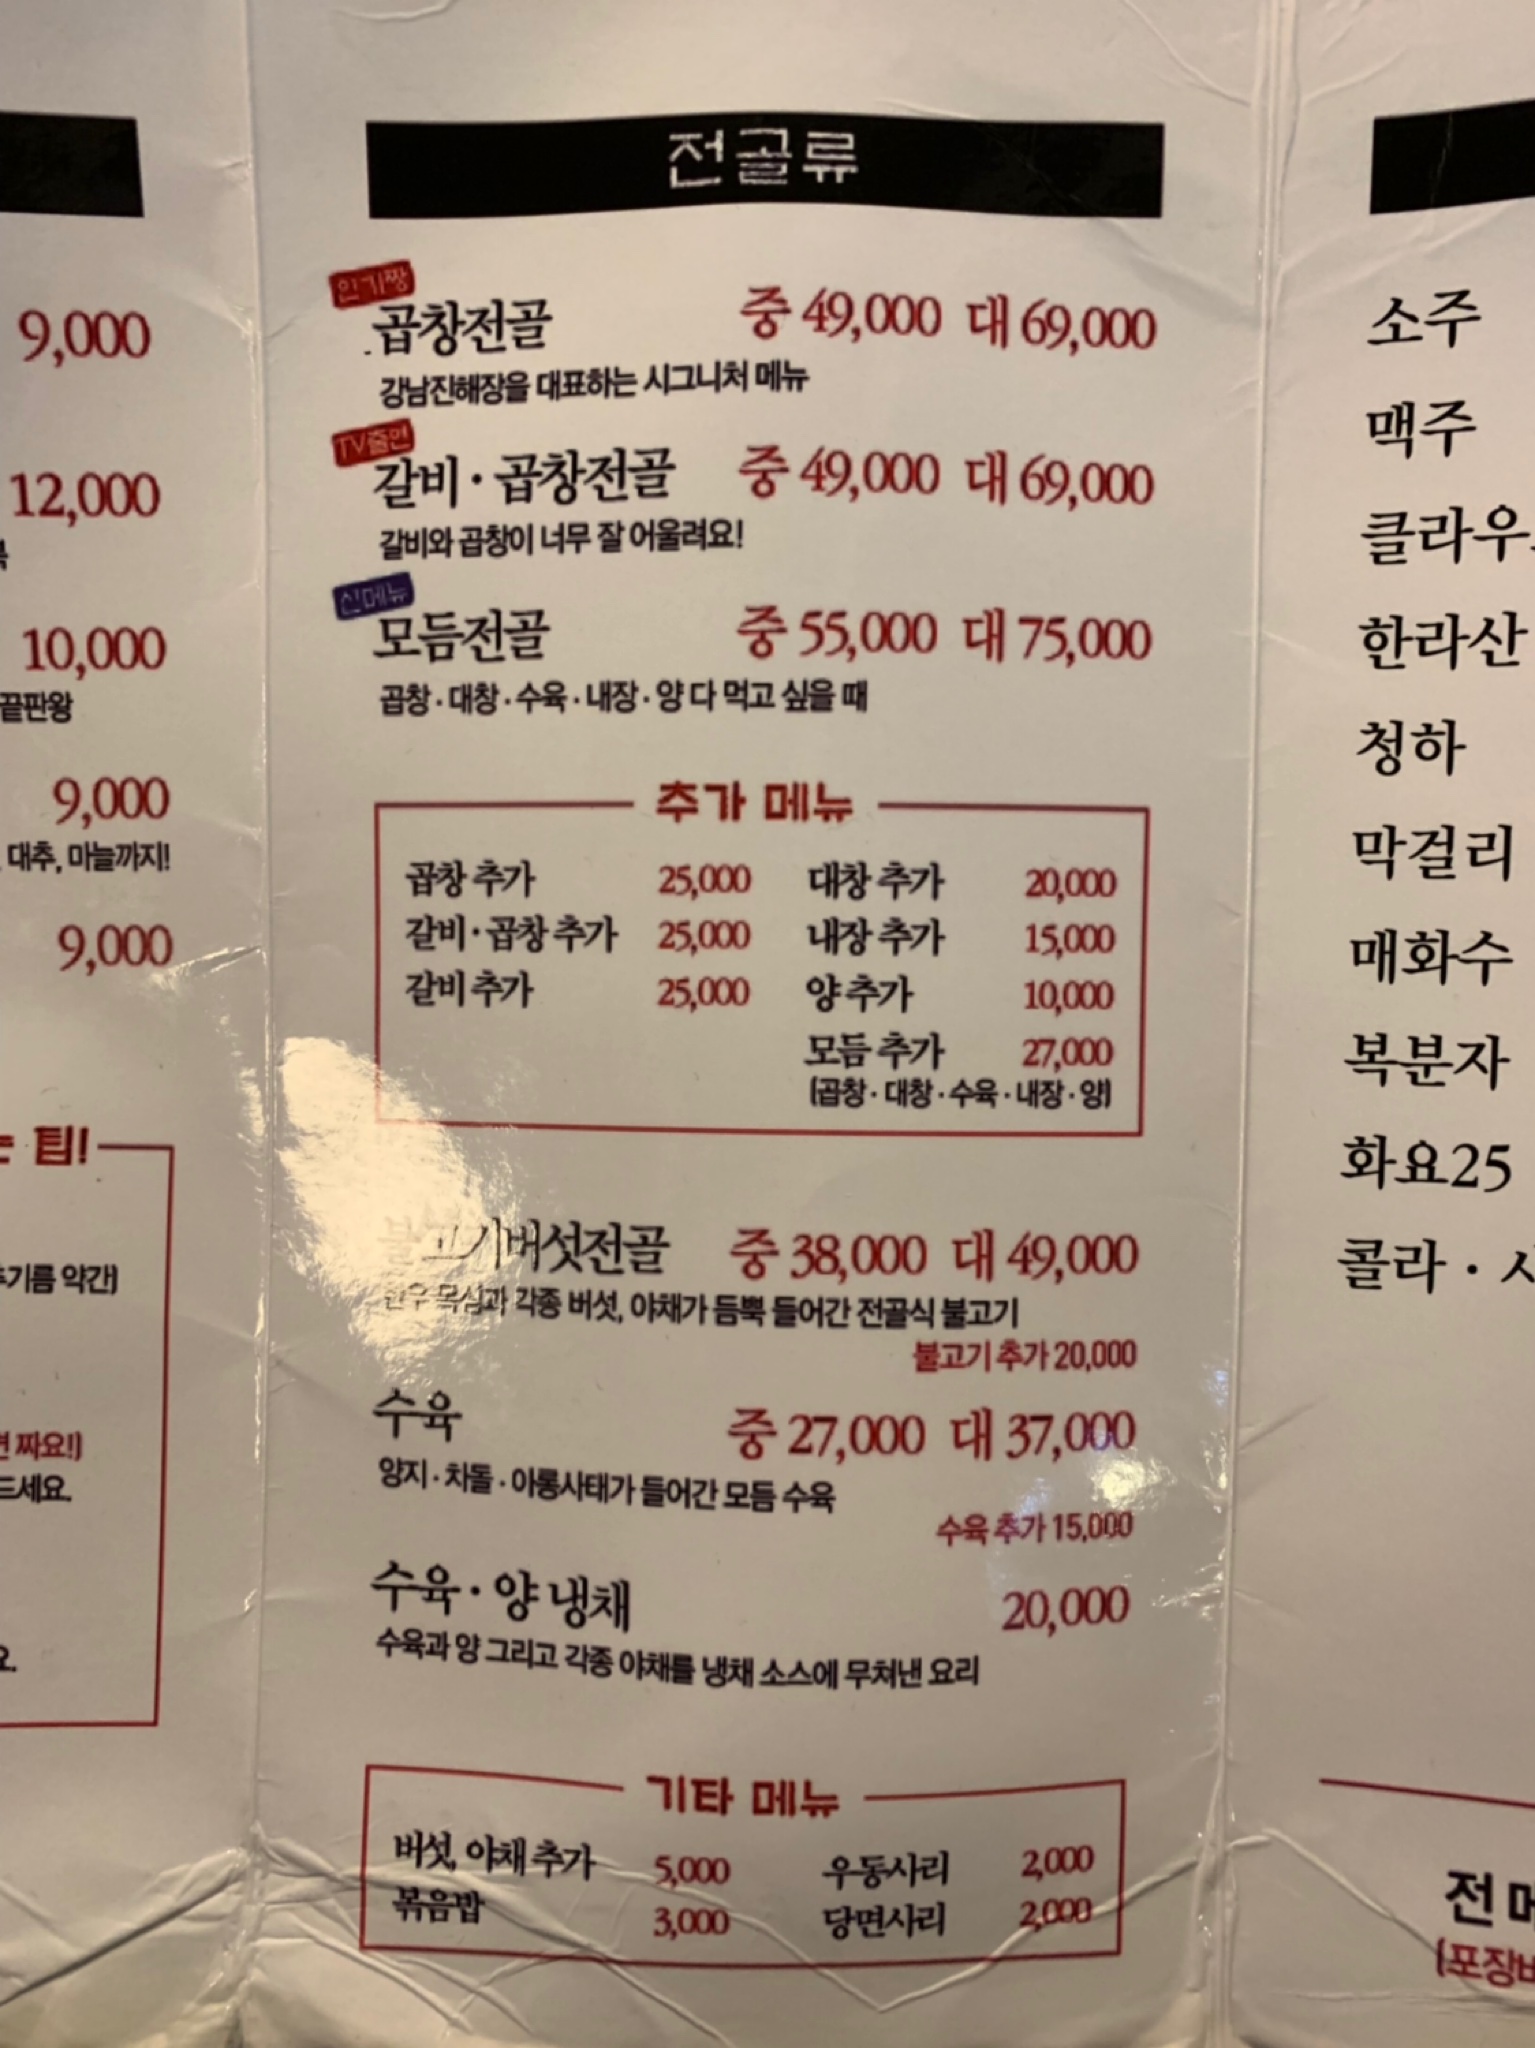 9,000
12,000
10,000
끝판왕
9,000
대추, 마늘까지!
9,000
팁!
추기름 약간)
짜요!)
드세요.
요.
전골류
인기짱
곱창전골 중 49,000 대 69,000
강남진해장을 대표하는 시그니처 메뉴
TV출연
갈비·곱창전골 중 49,000 대 69,000
갈비와 곱창이 너무 잘 어울려요!
신메뉴
모듬전골 중 55,000 대 75,000
곱창·대창·수육·내장·양 다 먹고 싶을 때
추가 메뉴
곱창 추가 25,000 대창 추가 20,000
갈비·곱창 추가 25,000 내장 추가 15,000
갈비 추가 25,000 양 추가 10,000
모듬 추가 27,000
(곱창·대창·수육·내장·양)
불고기버섯전골 중 38,000 대 49,000
한우 목심과 각종 버섯, 야채가 듬뿍 들어간 전골식 불고기
불고기 추가 20,000
수육 중 27,000 대 37,000
양지·차돌·아롱사태가 들어간 모듬 수육
수육 추가 15,000
수육·양 냉채 20,000
수육과 양 그리고 각종 야채를 냉채 소스에 무쳐낸 요리
기타 메뉴
버섯, 야채 추가 5,000 우동사리 2,000
볶음밥 3,000 당면사리 2,000
소주
맥주
클라우
한라산
청하
막걸리
매화수
복분자
화요25
콜라·
전
(포장